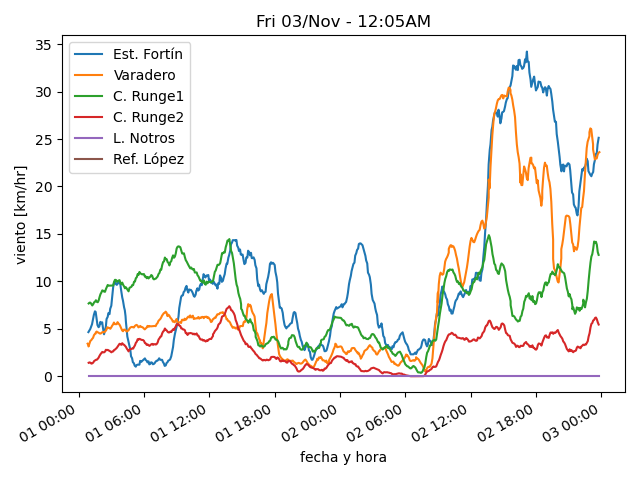 Fri 03/Nov - 12:05AM
Est. Fortín
Varadero
C. Runge1
C. Runge2
L. Notros
Ref. López
viento [km/hr]
35
30
25
20
15
10
5
0
01 00:00
01 06:00
01 12:00
01 18:00
02 00:00
02 06:00
02 12:00
02 18:00
03 00:00
fecha y hora